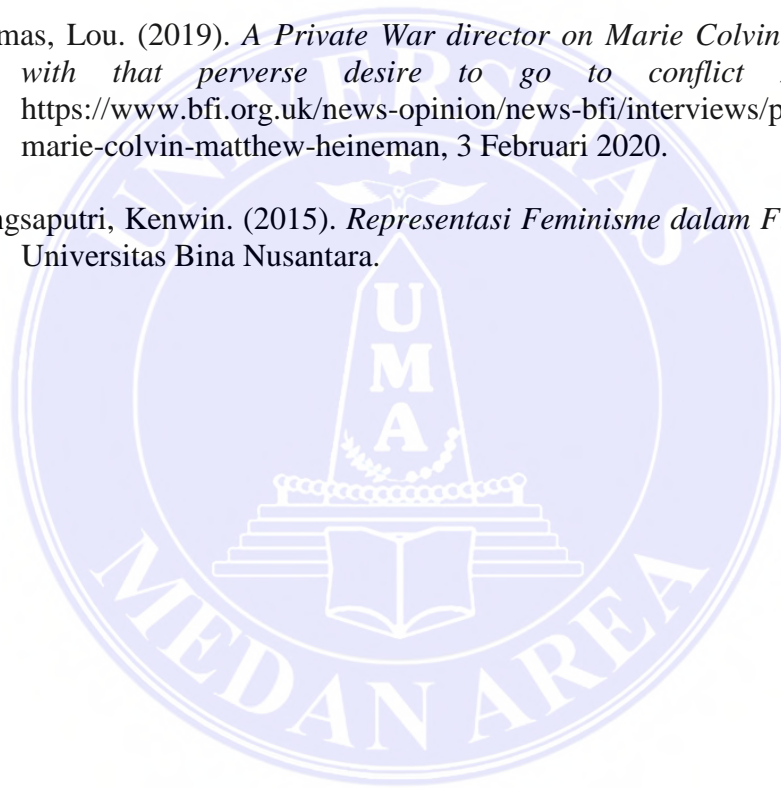 mas, Lou. (2019). A Private War director on Marie Colvin
with that perverse desire to go to conflict
https://www.bfi.org.uk/news-opinion/news-bfi/interviews/p
marie-colvin-matthew-heineman, 3 Februari 2020.
ngsaputri, Kenwin. (2015). Representasi Feminisme dalam F
Universitas Bina Nusantara.
UNIVERSITAS
UMA
MEDAN AREA